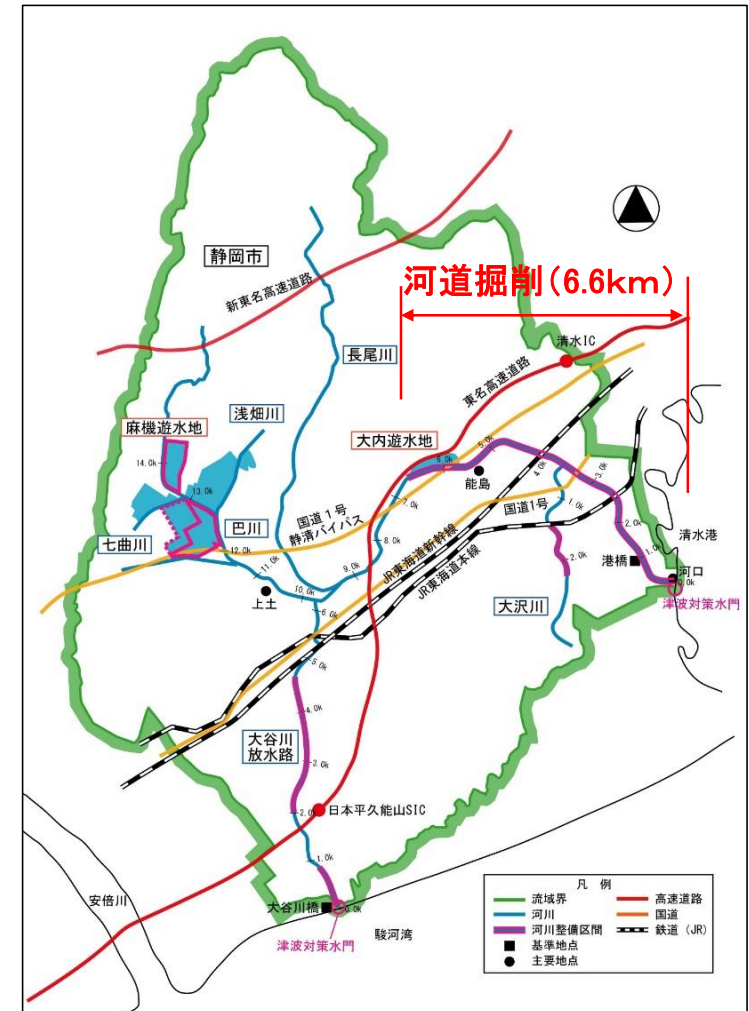 静岡市
新東名高速道路
河道掘削(6.6km)
清水IC
長尾川
東名高速道路
浅畑川
麻機遊水地
大内遊水地
14.0k
13.0k
12.0k
11.0k
10.0k
9.0k
8.0k
7.0k
6.0k
5.0k
4.0k
3.0k
2.0k
1.0k
0.0k
能島
国道1号
静清バイパス
国道1号
1.0k
2.0k
七曲川
巴川
上土
JR東海道新幹線
JR東海道本線
清水港
港橋
河口
津波対策水門
大沢川
6.0k
5.0k
4.0k
大谷川
放水路
3.0k
2.0k
日本平久能山SIC
1.0k
安倍川
大谷川橋
0.0k
津波対策水門
駿河湾
凡 例
流域界
高速道路
河川
国道
河川整備区間
鉄道(JR)
基準地点
主要地点